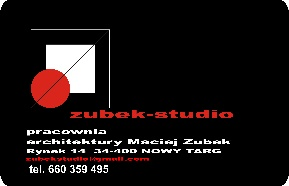 zubek-studio
pracownia
architektury Maciej Zubek
Rynek 14 34-400 NOWY TARG
zubekstudio@gmail.com
tel. 660 359 495